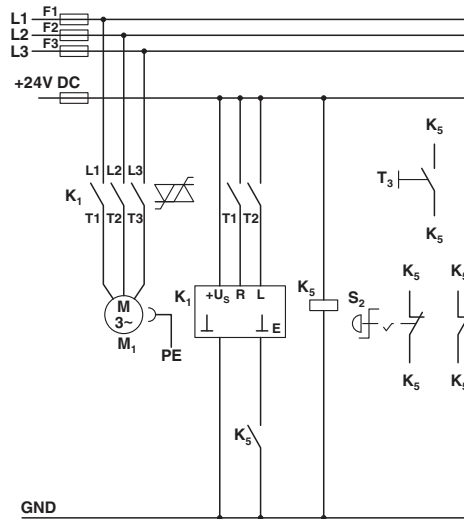 L1 F1
L2 F2
L3 F3
+24V DC
K5
L1 L2 L3
K1
T3
T1 T2 T3
T1 T2
K5
K1
+US R L
K5
S2
K5 K5
M
3~
E
M1
PE
K5 K5
K5
GND